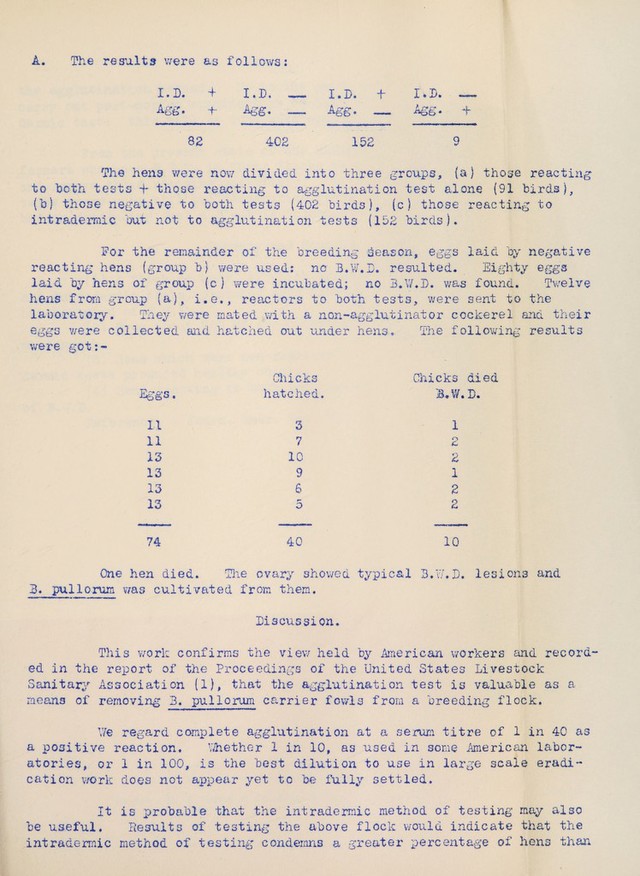 A. The results were as follows:
I.D. + I.D. — I.D. + I.D. —
Agg. + Agg. — Agg. — Agg. +
82 402 152 9
The hens were now divided into three groups, (a) those reacting
to both tests + those reacting to agglutination test alone (91 birds),
(b) those negative to both tests (402 birds), (c) those reacting to
intradermic but not to agglutination tests (152 birds).
For the remainder of the breeding season, eggs laid by negative
reacting hens (group b) were used: no B.W.D. resulted. Eighty eggs
laid by hens of group (c) were incubated; no B.W.D. was found. Twelve
hens from group (a), i.e., reactors to both tests, were sent to the
laboratory. They were mated with a non-agglutinator cockerel and their
eggs were collected and hatched out under hens. The following results
were got:-
Chicks Chicks died
Eggs. hatched. B.W.D.
11 3 1
11 7 2
13 10 2
13 9 1
13 6 2
13 5 2
74 40 10
One hen died. The ovary showed typical B.W.D. lesions and
B. pullorum was cultivated from them.
Discussion.
This work confirms the view held by American workers and record-
ed in the report of the Proceedings of the United States Livestock
Sanitary Association (1), that the agglutination test is valuable as a
means of removing B. pullorum carrier fowls from a breeding flock.
We regard complete agglutination at a serum titre of 1 in 40 as
a positive reaction. Whether 1 in 10, as used in some American labor-
atories, or 1 in 100, is the best dilution to use in large scale eradi-
cation work does not appear yet to be fully settled.
It is probable that the intradermic method of testing may also
be useful. Results of testing the above flock would indicate that the
intradermic method of testing condemns a greater percentage of hens than